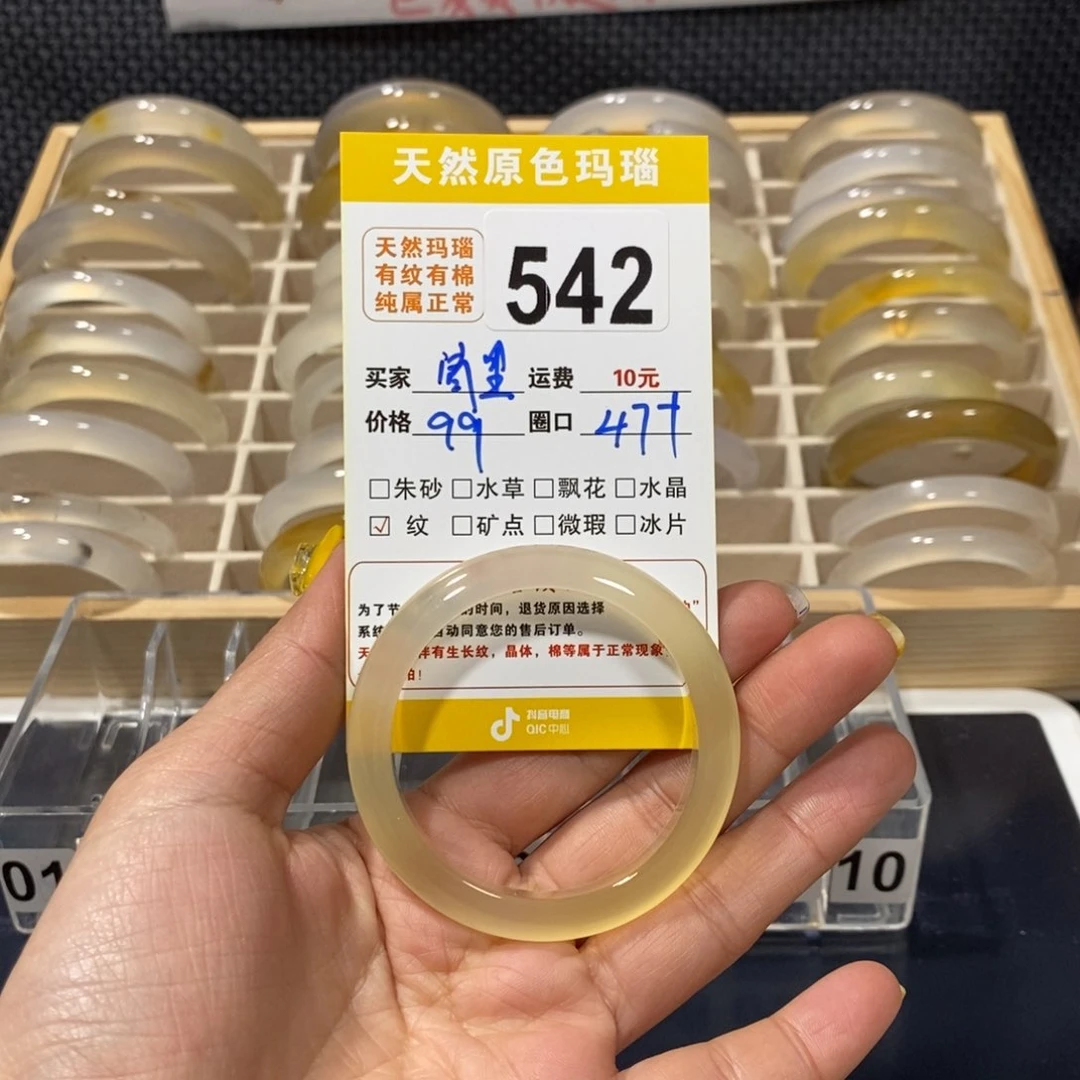 天然原色玛瑙
天然玛瑙
有纹有棉
纯属正常
542
买家 运费 10元
价格 99 圈口 47+
□朱砂 □水草 □飘花 □水晶
☑ 纹 □矿点 □微瑕 □冰片
为了节 的时间，退货原因选择
系统 自动同意您的售后订单。
天 样有生长纹，晶体，棉等属于正常现象
拍！
抖音电商
QIC中心
01
10